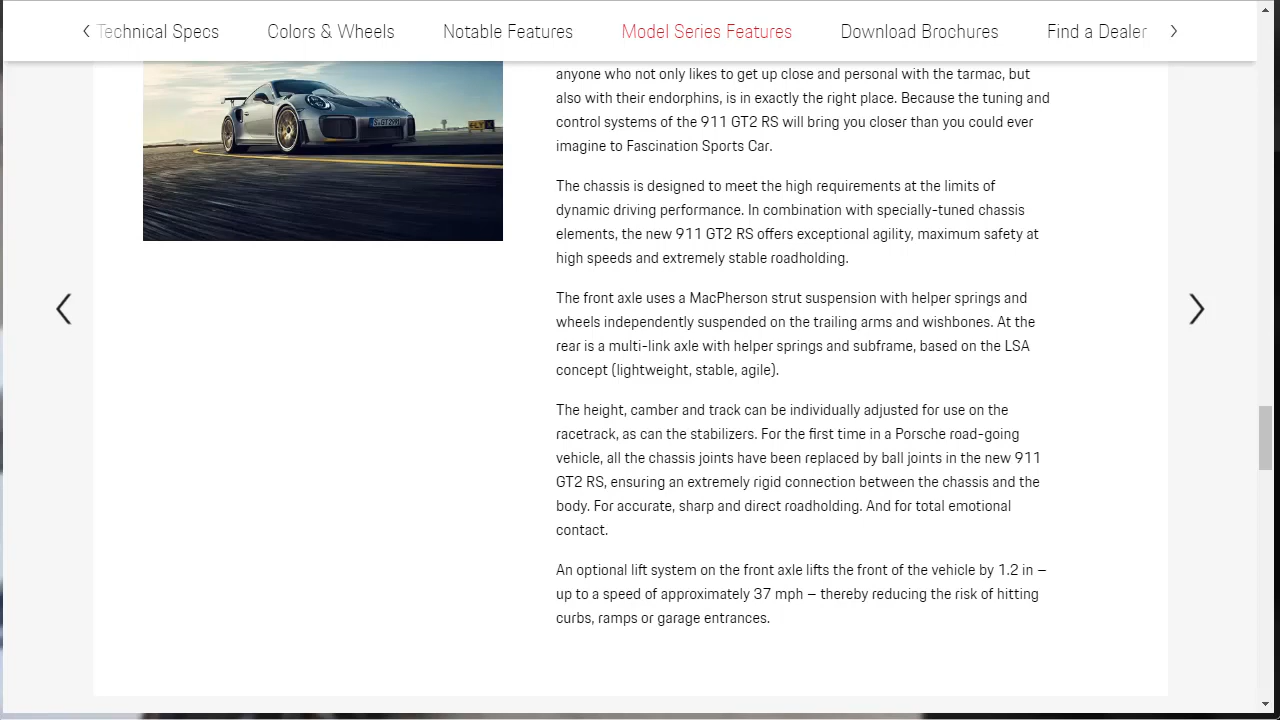 Technical Specs Colors & Wheels Notable Features Model Series Features Download Brochures Find a Dealer
anyone who not only likes to get up close and personal with the tarmac, but
also with their endorphins, is in exactly the right place. Because the tuning and
control systems of the 911 GT2 RS will bring you closer than you could ever
imagine to Fascination Sports Car.
The chassis is designed to meet the high requirements at the limits of
dynamic driving performance. In combination with specially-tuned chassis
elements, the new 911 GT2 RS offers exceptional agility, maximum safety at
high speeds and extremely stable roadholding.
The front axle uses a MacPherson strut suspension with helper springs and
wheels independently suspended on the trailing arms and wishbones. At the
rear is a multi-link axle with helper springs and subframe, based on the LSA
concept (lightweight, stable, agile).
The height, camber and track can be individually adjusted for use on the
racetrack, as can the stabilizers. For the first time in a Porsche road-going
vehicle, all the chassis joints have been replaced by ball joints in the new 911
GT2 RS, ensuring an extremely rigid connection between the chassis and the
body. For accurate, sharp and direct roadholding. And for total emotional
contact.
An optional lift system on the front axle lifts the front of the vehicle by 1.2 in –
up to a speed of approximately 37 mph – thereby reducing the risk of hitting
curbs, ramps or garage entrances.